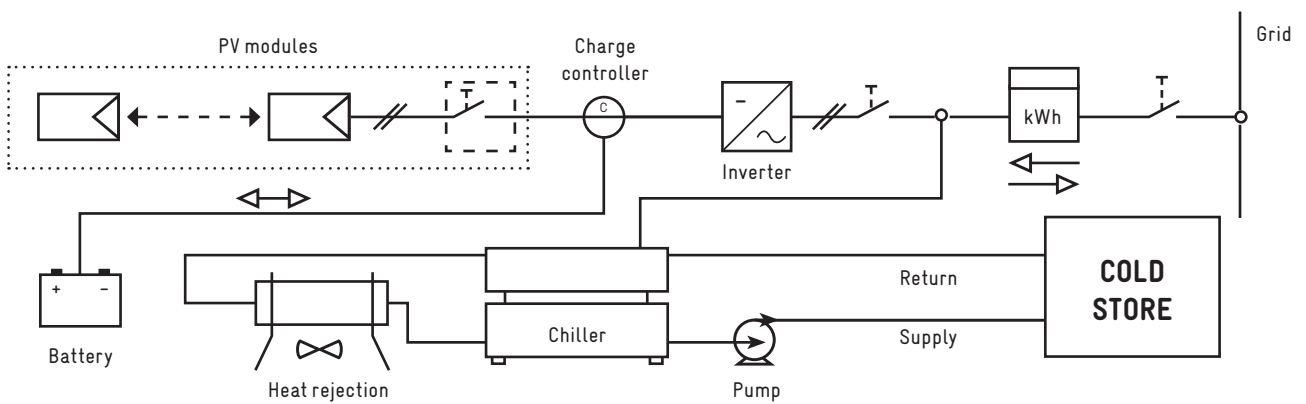 PV modules
Charge
controller
Grid
C
kWh
Inverter
+ −
Battery
Heat rejection
Chiller
Pump
Return
Supply
COLD
STORE